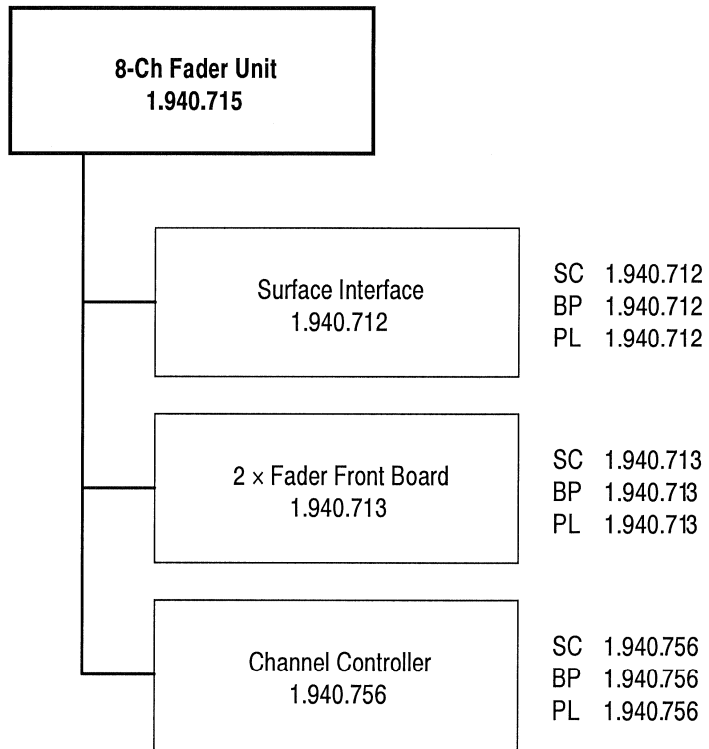 8-Ch Fader Unit
1.940.715
Surface Interface
1.940.712
SC 1.940.712
BP 1.940.712
PL 1.940.712
2 × Fader Front Board
1.940.713
SC 1.940.713
BP 1.940.713
PL 1.940.713
Channel Controller
1.940.756
SC 1.940.756
BP 1.940.756
PL 1.940.756